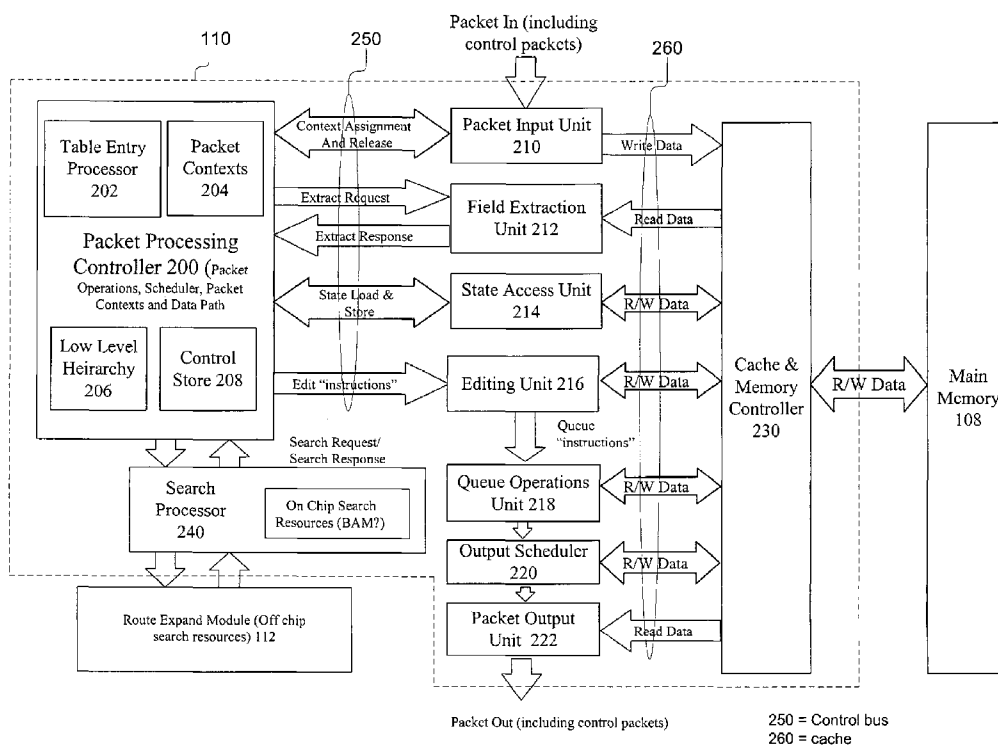 Packet In (including
control packets)
110
250
260
Table Entry
Processor
202
Packet
Contexts
204
Packet Processing
Controller 200 (Packet
Operations, Scheduler, Packet
Contexts and Data Path
Low Level
Heirarchy
206
Control
Store 208
Context Assignment
And Release
Extract Request
Extract Response
State Load &
Store
Edit "instructions"
Packet Input Unit
210
Field Extraction
Unit 212
State Access Unit
214
Editing Unit 216
Queue
"instructions"
Queue Operations
Unit 218
Output Scheduler
220
Packet Output
Unit 222
Write Data
Read Data
R/W Data
R/W Data
R/W Data
R/W Data
Read Data
Cache &
Memory
Controller
230
R/W Data
Main
Memory
108
Search Request/
Search Response
Search
Processor
240
On Chip Search
Resources (BAM?)
Route Expand Module (Off chip
search resources) 112
Packet Out (including control packets)
250 = Control bus
260 = cache